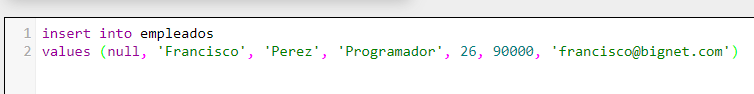 1 insert into empleados
2 values (null, 'Francisco', 'Perez', 'Programador', 26, 90000, 'francisco@bignet.com')